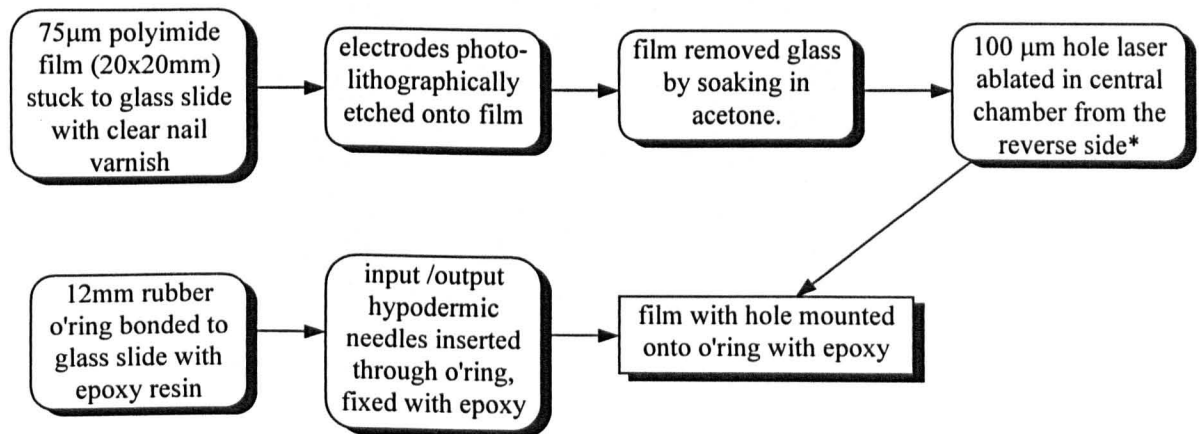 75μm polyimide
film (20x20mm)
stuck to glass slide
with clear nail
varnish
electrodes photo-
lithographically
etched onto film
film removed glass
by soaking in
acetone.
100 μm hole laser
ablated in central
chamber from the
reverse side*
12mm rubber
o'ring bonded to
glass slide with
epoxy resin
input /output
hypodermic
needles inserted
through o'ring,
fixed with epoxy
film with hole mounted
onto o'ring with epoxy